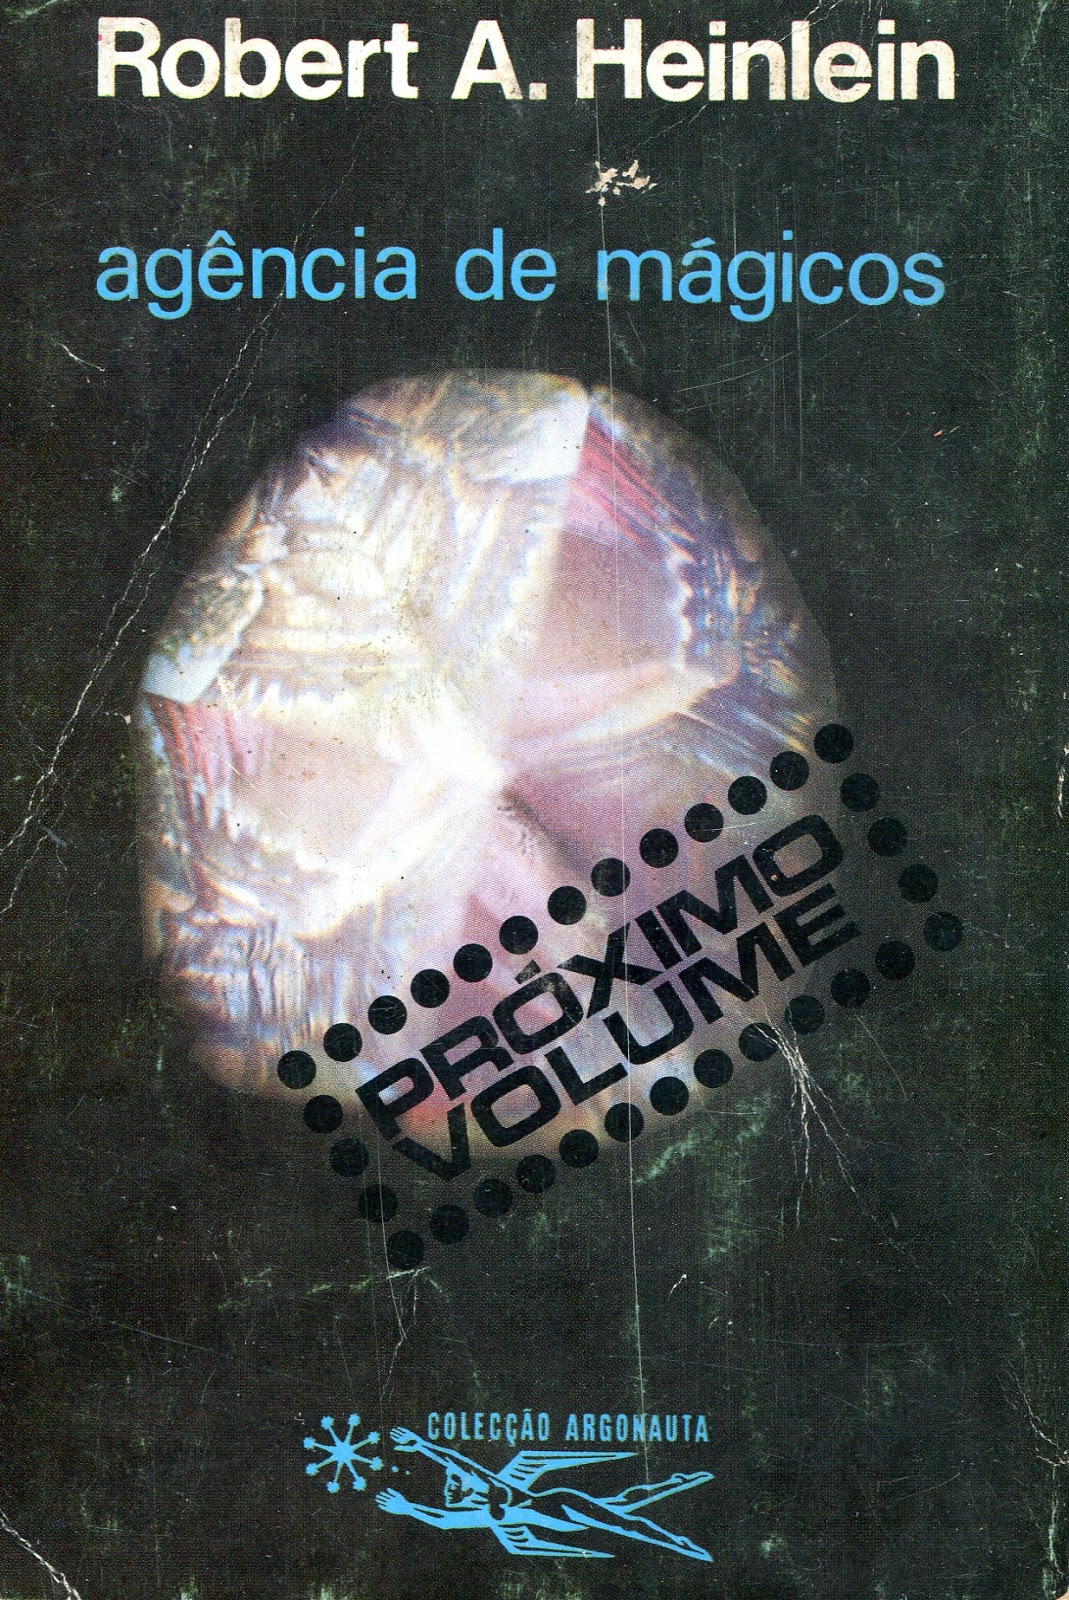 Robert A. Heinlein
agência de mágicos
PRÓXIMO
VOLUME
COLECÇÃO ARGONAUTA